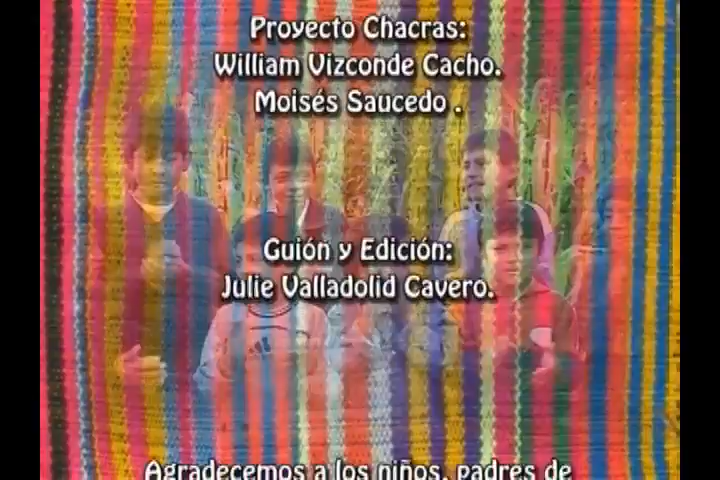 Proyecto Chacras:
William Vizconde Cacho.
Moisés Saucedo .
Guión y Edición:
Julie Valladolid Cavero.
Agradecemos a los niños, padres de